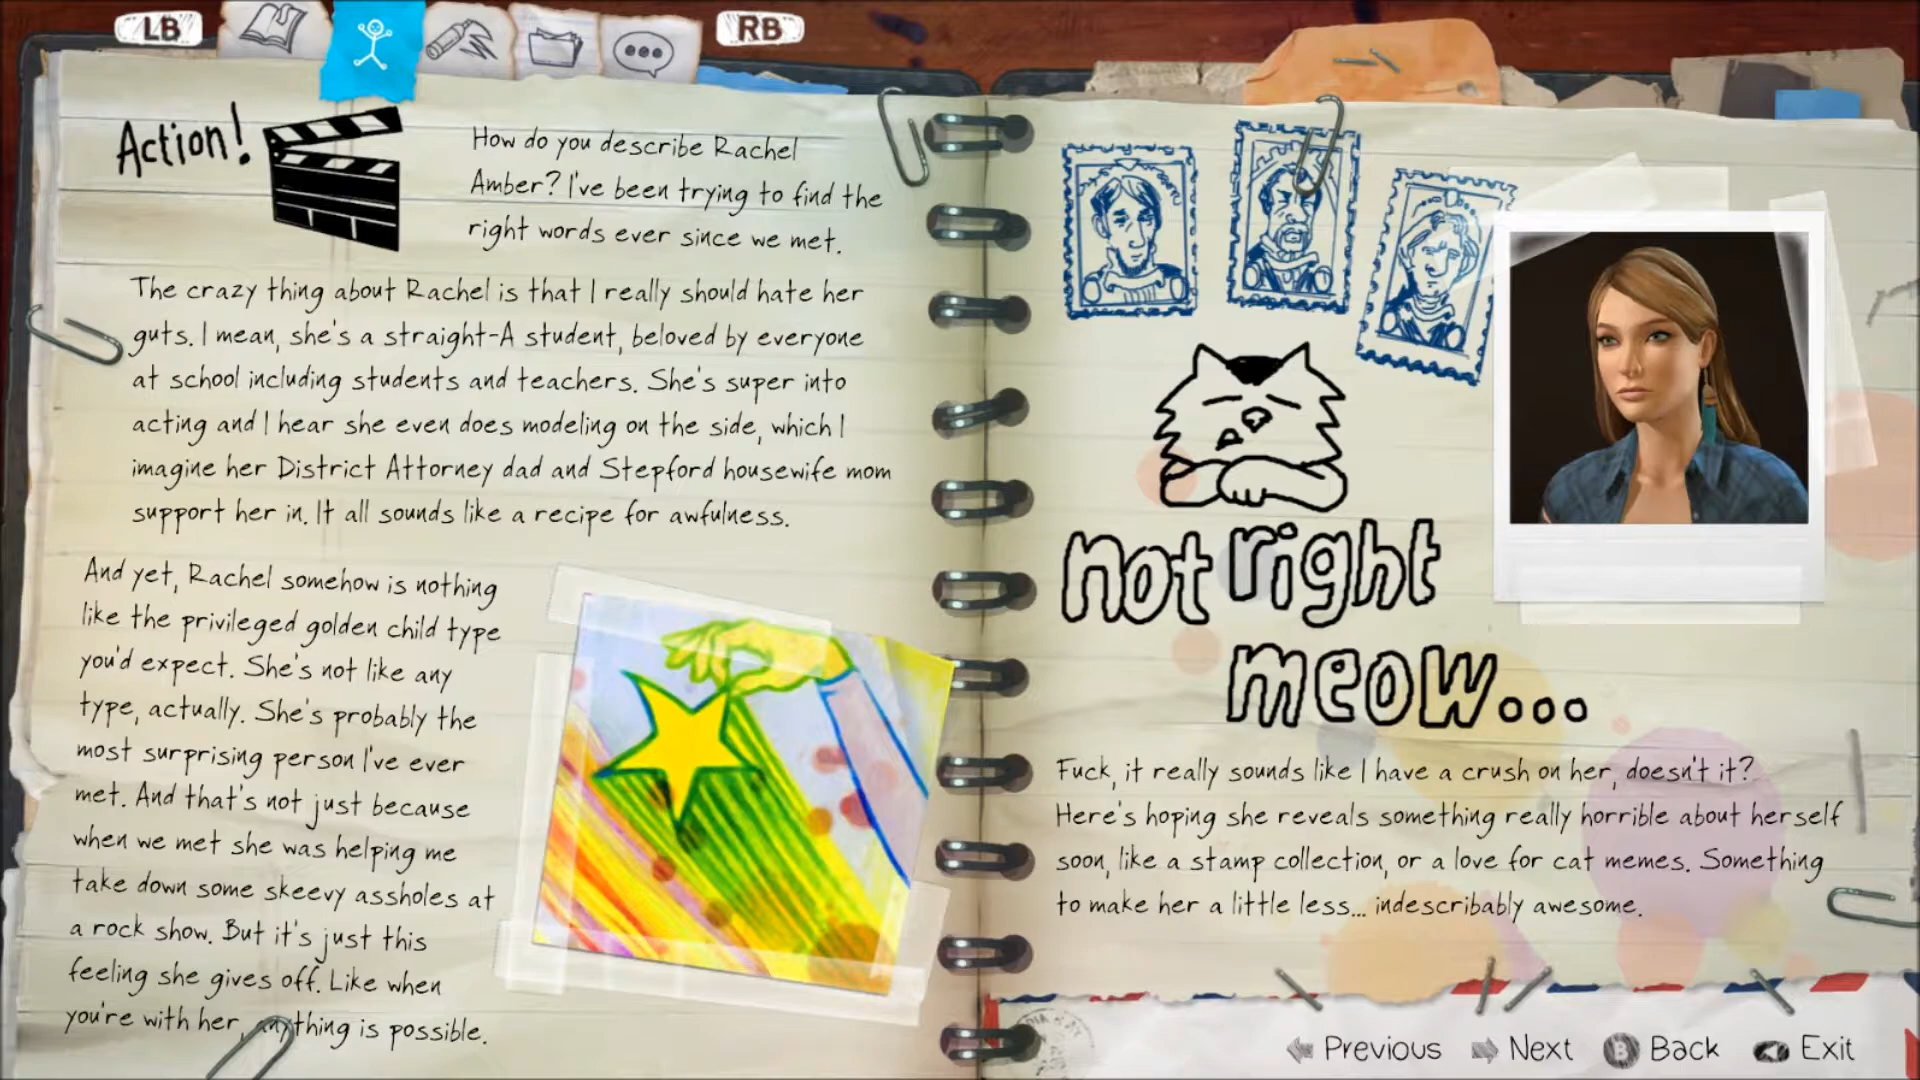 LB
RB
Action!
How do you describe Rachel
Amber? I've been trying to find the
right words ever since we met.
The crazy thing about Rachel is that I really should hate her
guts. I mean, she's a straight-A student, beloved by everyone
at school including students and teachers. She's super into
acting and I hear she even does modeling on the side, which I
imagine her District Attorney dad and Stepford housewife mom
support her in. It all sounds like a recipe for awfulness.
And yet, Rachel somehow is nothing
like the privileged golden child type
you'd expect. She's not like any
type, actually. She's probably the
most surprising person I've ever
met. And that's not just because
when we met she was helping me
take down some skeevy assholes at
a rock show. But it's just this
feeling she gives off. Like when
you're with her, anything is possible.
not right
meow...
Fuck, it really sounds like I have a crush on her, doesn't it?
Here's hoping she reveals something really horrible about herself
soon, like a stamp collection, or a love for cat memes. Something
to make her a little less... indescribably awesome.
Previous
Next
B
Back
Exit